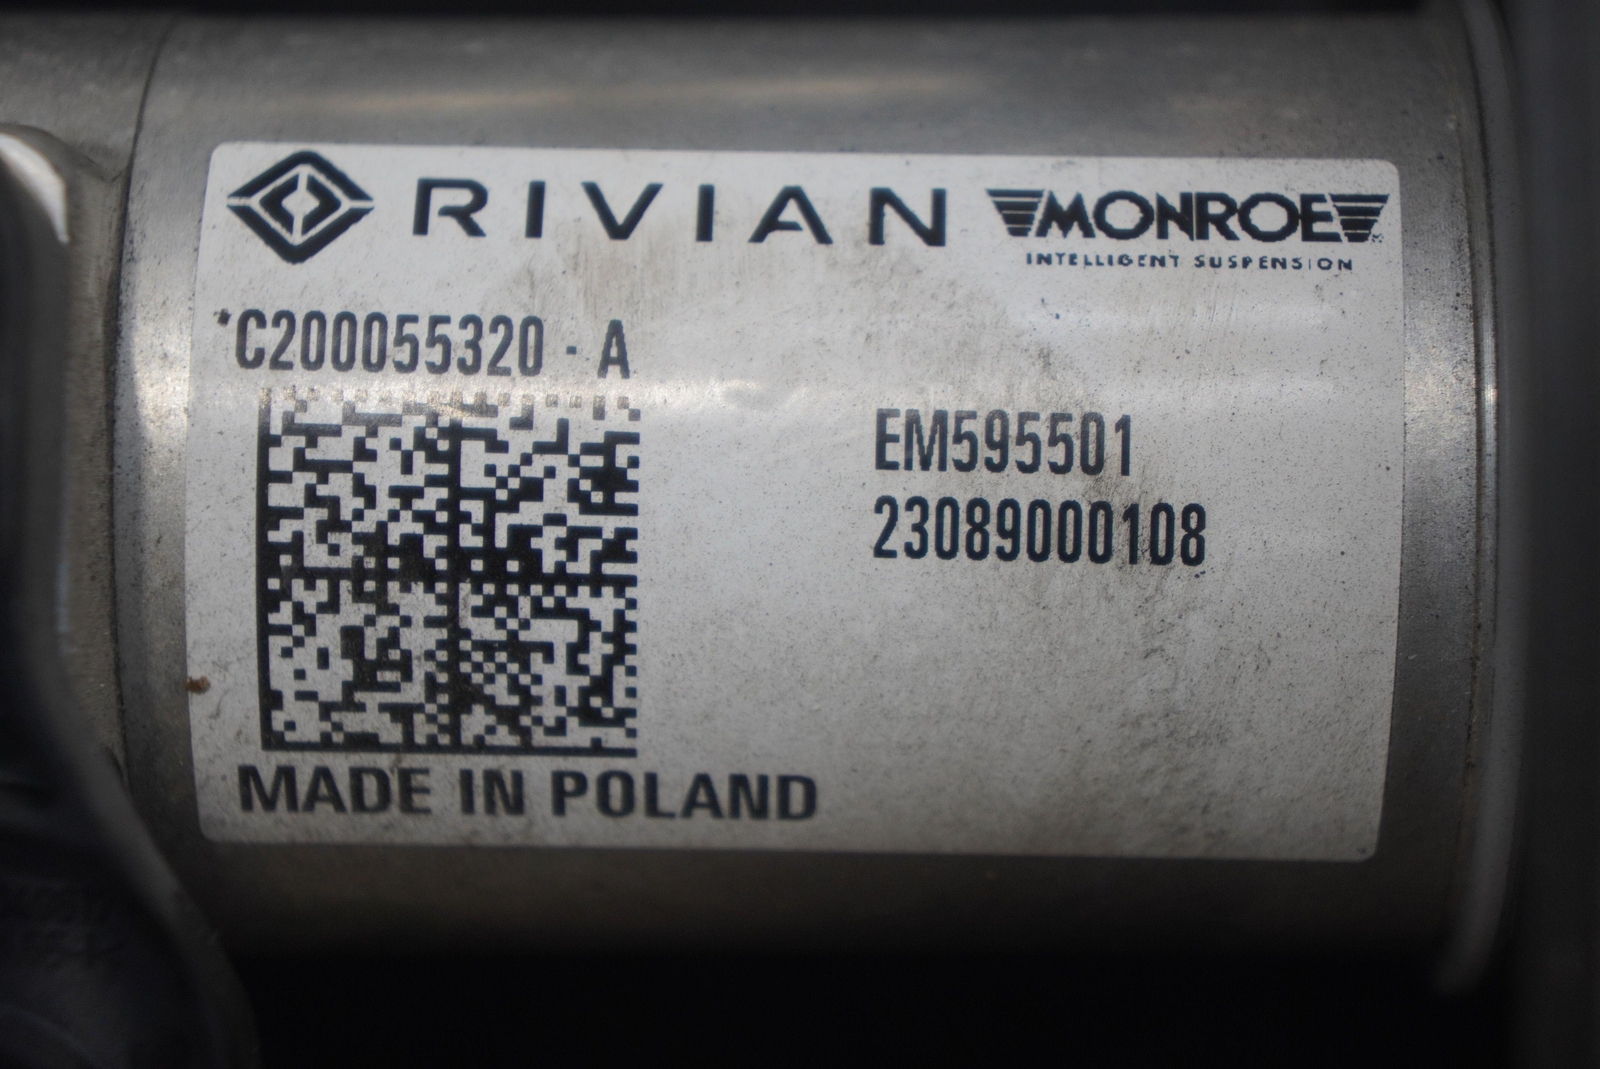 RIVIAN MONROE
INTELLIGENT SUSPENSION
C200055320 - A
EM595501
23089000108
MADE IN POLAND